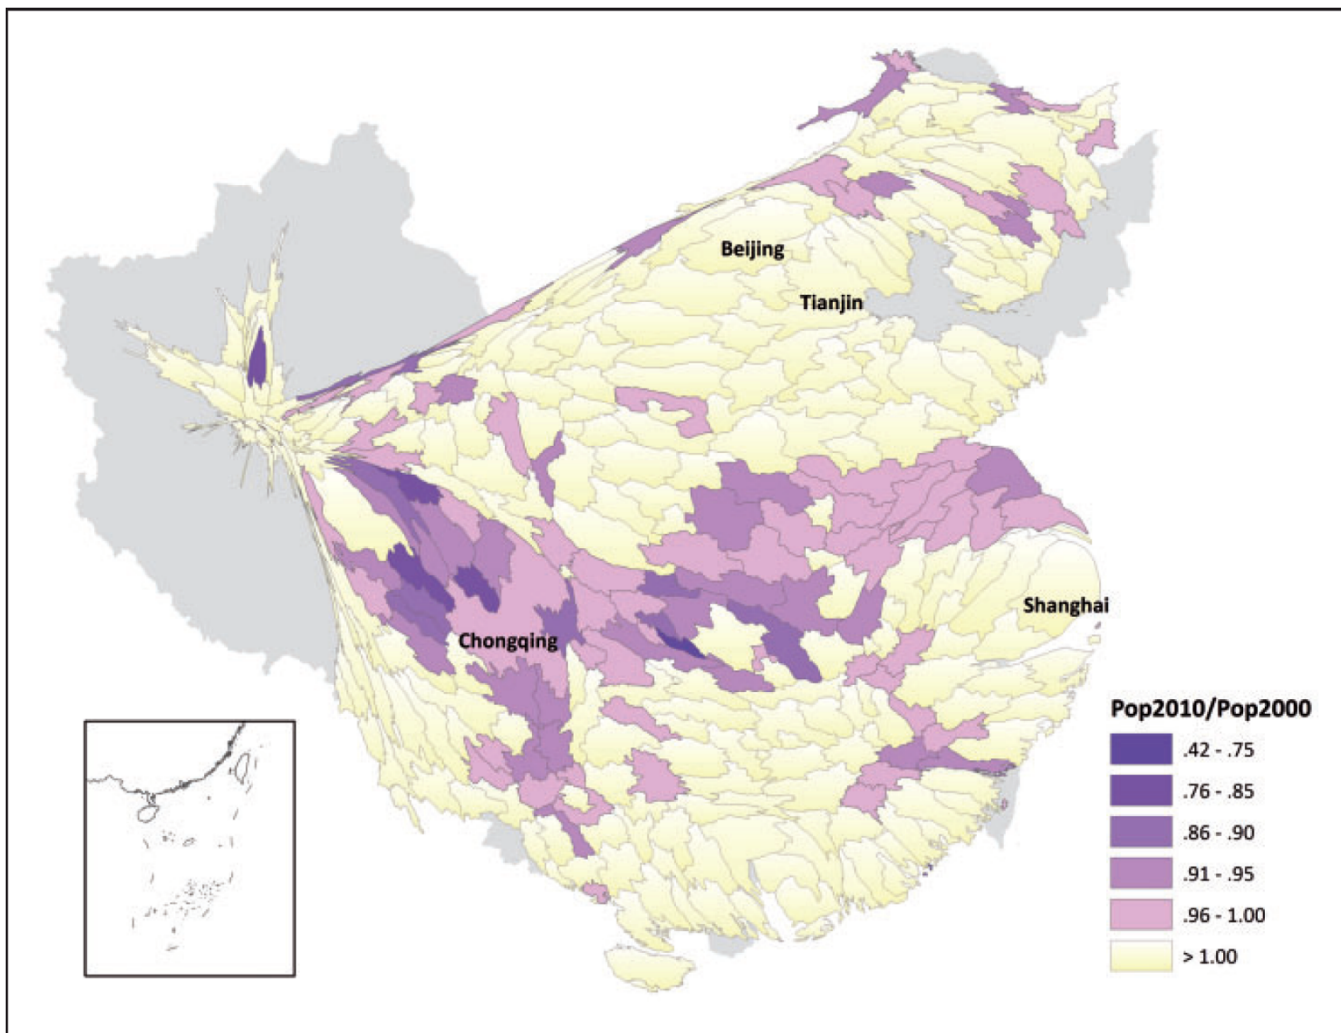 Beijing
Tianjin
Shanghai
Chongqing
Pop2010/Pop2000
.42 - .75
.76 - .85
.86 - .90
.91 - .95
.96 - 1.00
> 1.00